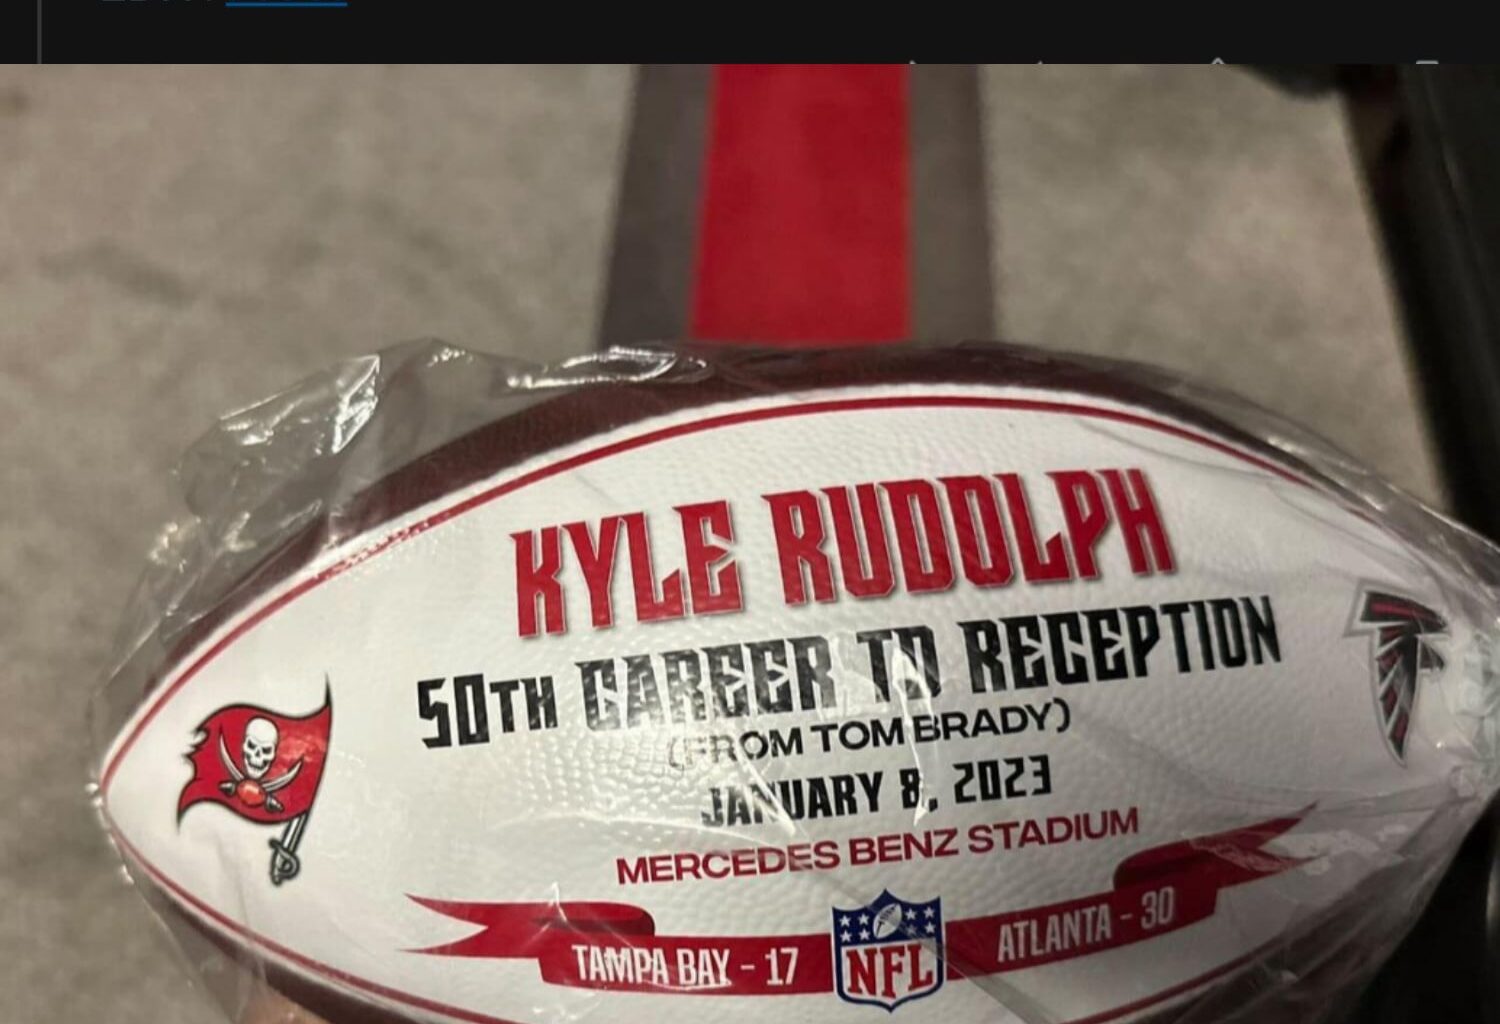 KYLE RUDOLPH
50TH CAREER TD RECEPTION
(FROM TOM BRADY)
JANUARY 8, 2023
MERCEDES BENZ STADIUM
TAMPA BAY - 17
NFL
ATLANTA - 30